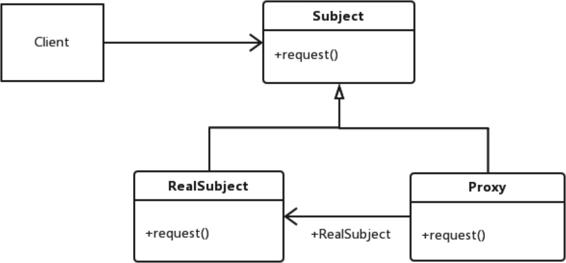 Client
Subject
+request()
RealSubject
+request()
+RealSubject
Proxy
+request()